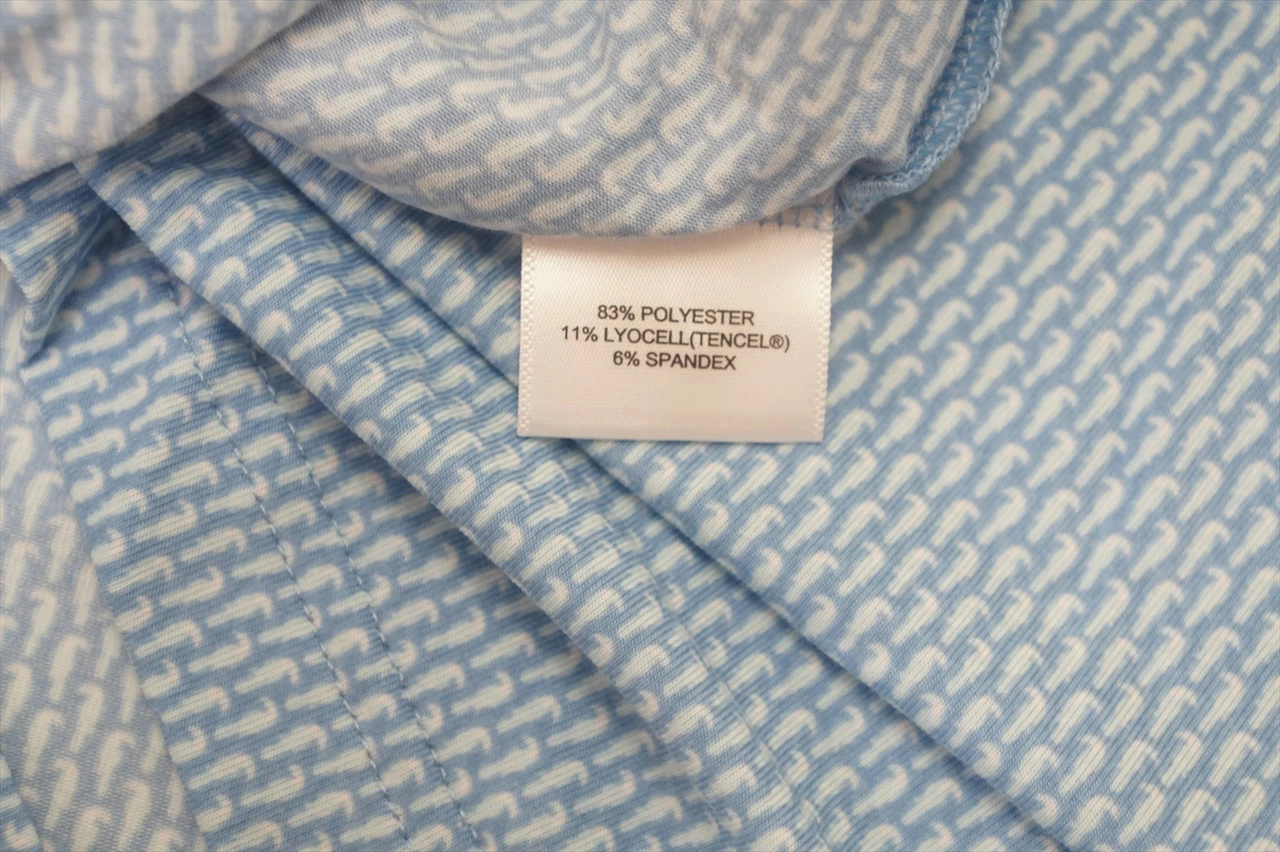 83% POLYESTER
11% LYOCELL(TENCEL®)
6% SPANDEX